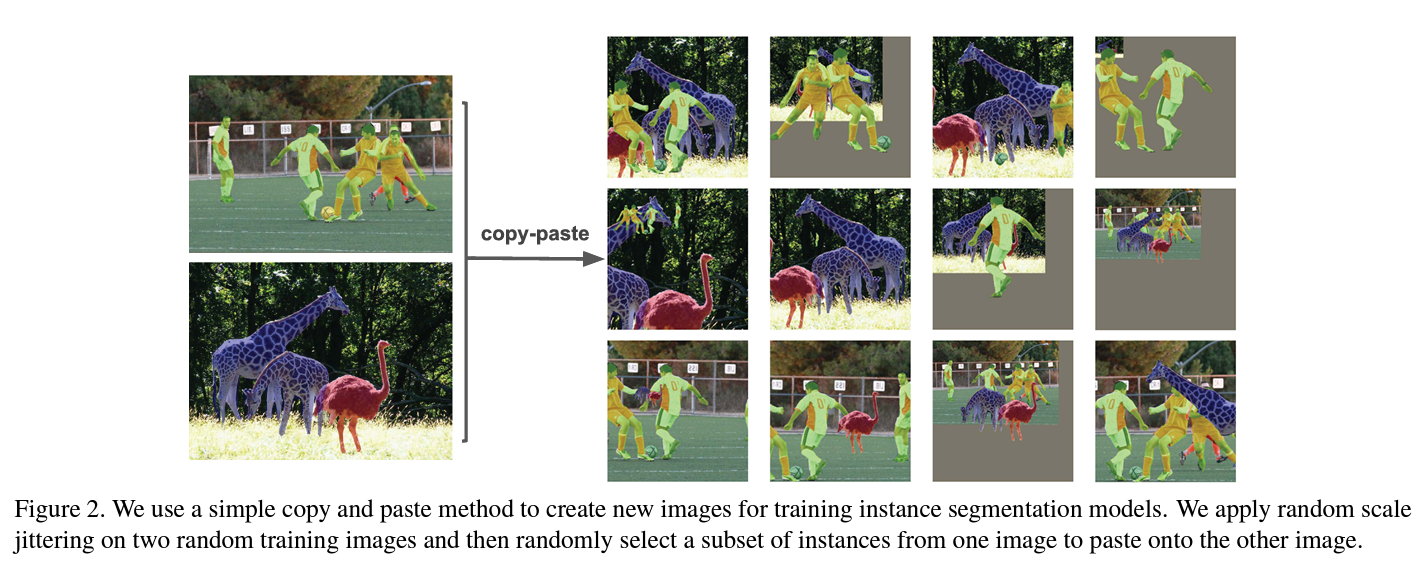 copy-paste
Figure 2. We use a simple copy and paste method to create new images for training instance segmentation models. We apply random scale
jittering on two random training images and then randomly select a subset of instances from one image to paste onto the other image.